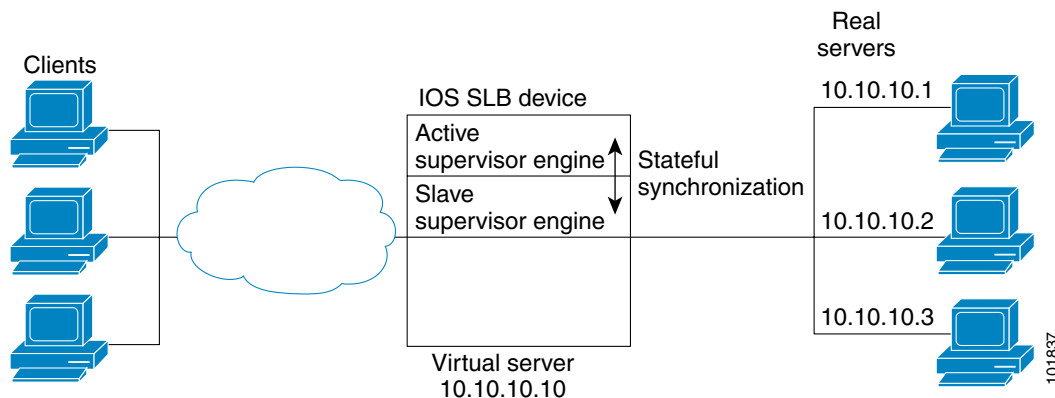 Clients
IOS SLB device
Active
supervisor engine
Slave
supervisor engine
Stateful
synchronization
Virtual server
10.10.10.10
Real
servers
10.10.10.1
10.10.10.2
10.10.10.3
101837